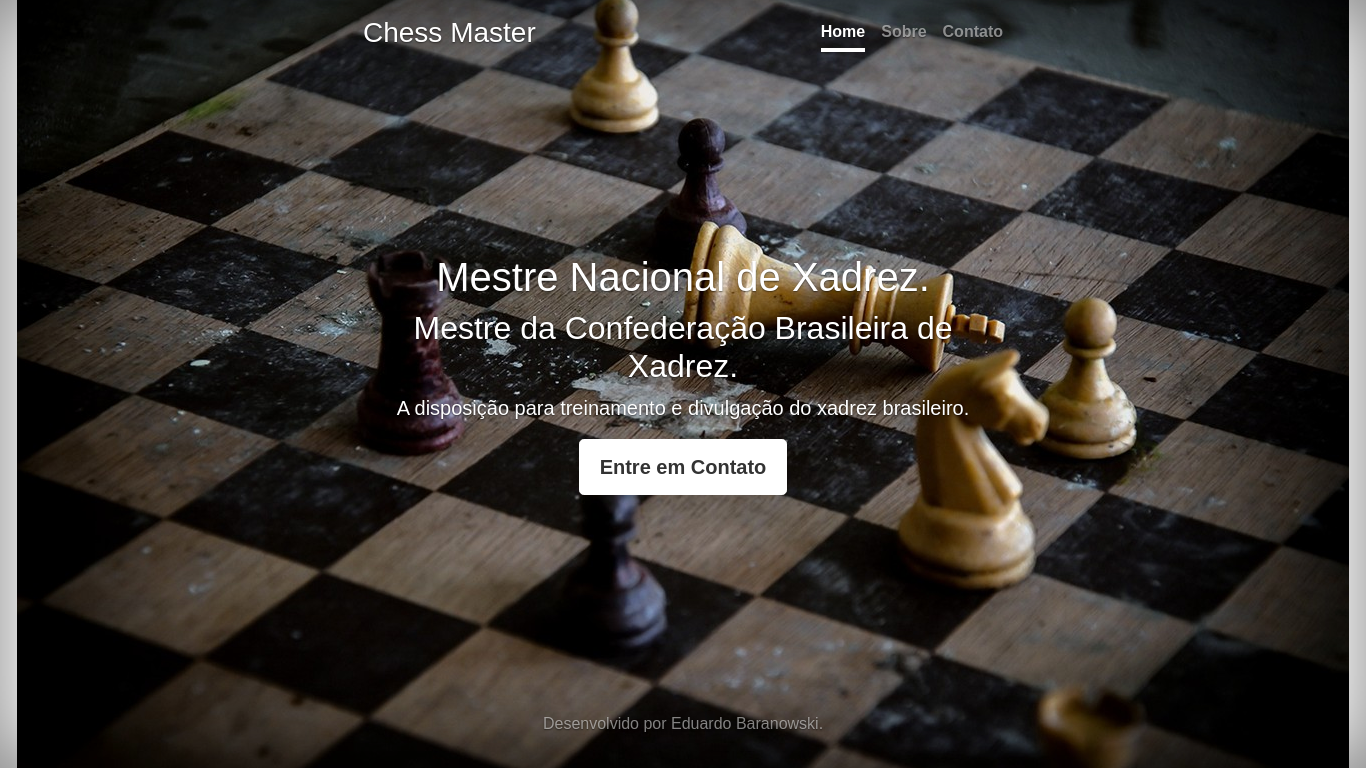 Chess Master
Home Sobre Contato
Mestre Nacional de Xadrez.
Mestre da Confederação Brasileira de
Xadrez.
A disposição para treinamento e divulgação do xadrez brasileiro.
Entre em Contato
Desenvolvido por Eduardo Baranowski.